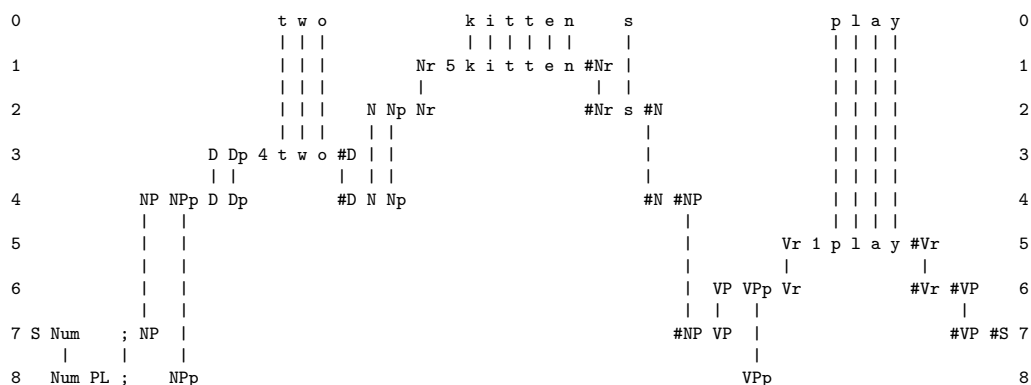 0 t w o k i t t e n s p l a y 0
| | | | | | | | | | | | | |
1 Nr 5 k i t t e n #Nr | | | | | 1
| | | | | | | | | |
2 | | | N Np Nr #Nr s #N | | | | 2
| | | | | | | | | |
3 D Dp 4 t w o #D | | | | | | | 3
| | | | | | | | | |
4 NP NPp D Dp #D N Np #N #NP | | | | 4
| | | | | | |
5 | | | Vr 1 p l a y #Vr 5
| | | | |
6 | | | VP VPp Vr #Vr #VP 6
| | | | | |
7 S Num ; NP | #NP VP | #VP #S 7
| | | |
8 Num PL ; NPp VPp 8